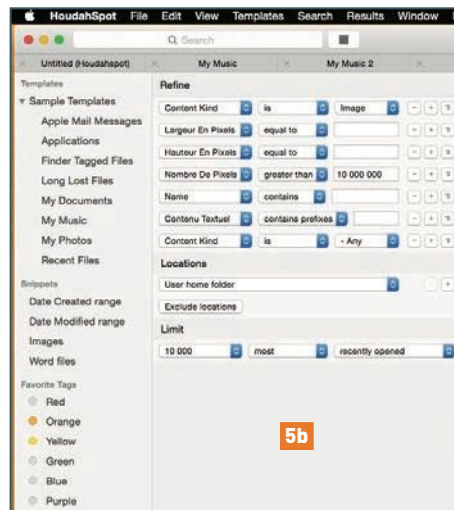 HoudahSpot File Edit View Templates Search Results Window
Search
Untitled (Houdahspot) My Music My Music 2
Templates
Sample Templates
Apple Mail Messages
Applications
Finder Tagged Files
Long Lost Files
My Documents
My Music
My Photos
Recent Files
Snippets
Date Created range
Date Modified range
Images
Word files
Favorite Tags
Red
Orange
Yellow
Green
Blue
Purple
Refine
Content Kind is Image
Largeur En Pixels equal to
Hauteur En Pixels equal to
Nombre De Pixels greater than 10 000 000
Name contains
Contenu Textuel contains prefixes
Content Kind is - Any
Locations
User home folder
Exclude locations
Limit
10 000 most recently opened
5b